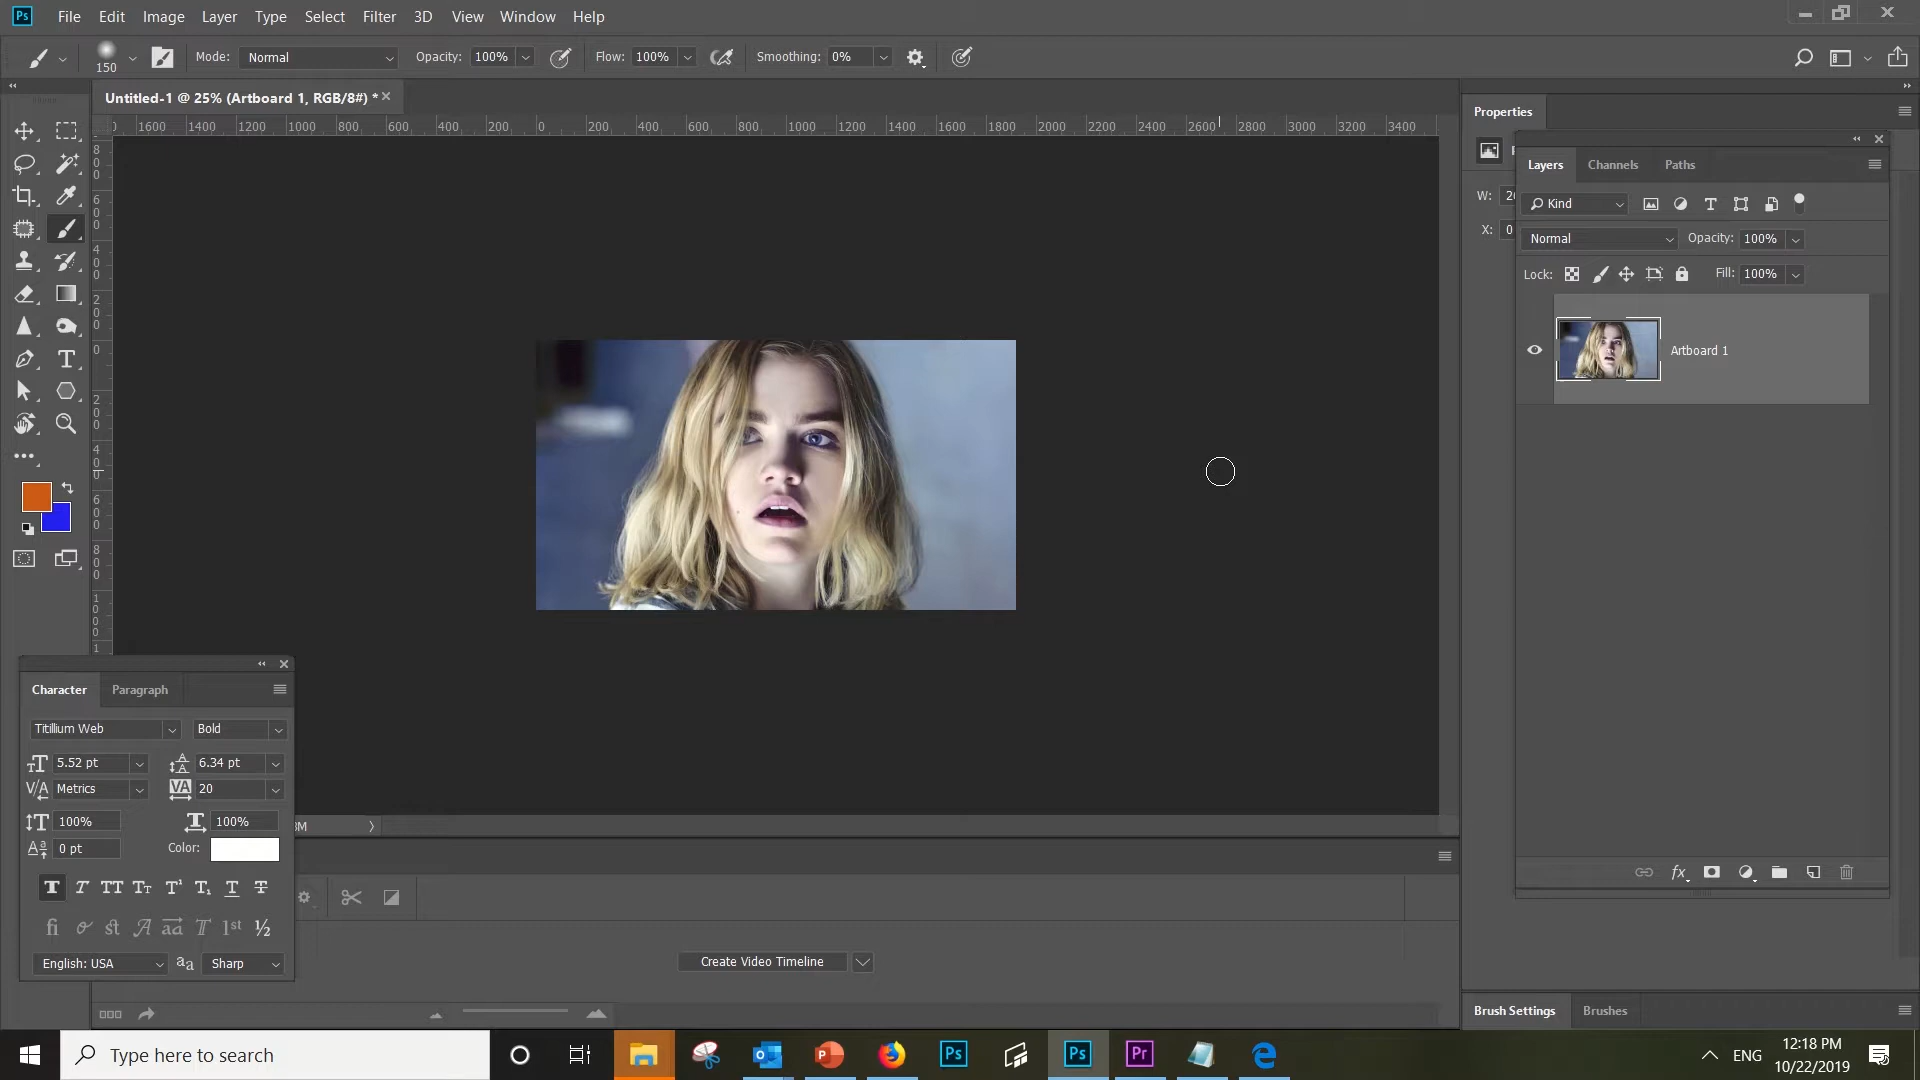 Ps File Edit Image Layer Type Select Filter 3D View Window Help
150 Mode: Normal Opacity: 100% Flow: 100% Smoothing: 0%
Untitled-1 @ 25% (Artboard 1, RGB/8#) *
1600 1400 1200 1000 800 600 400 200 0 200 400 600 800 1000 1200 1400 1600 1800 2000 2200 2400 2600 2800 3000 3200 3400
Properties
Layers Channels Paths
W:
Kind
X: 0
Normal Opacity: 100%
Lock: Fill: 100%
Artboard 1
Character Paragraph
Titillium Web Bold
5.52 pt 6.34 pt
Metrics 20
100% 100%
0 pt Color:
English: USA Sharp
Create Video Timeline
Brush Settings Brushes
Type here to search
Ps Ps Pr
ENG
12:18 PM
10/22/2019